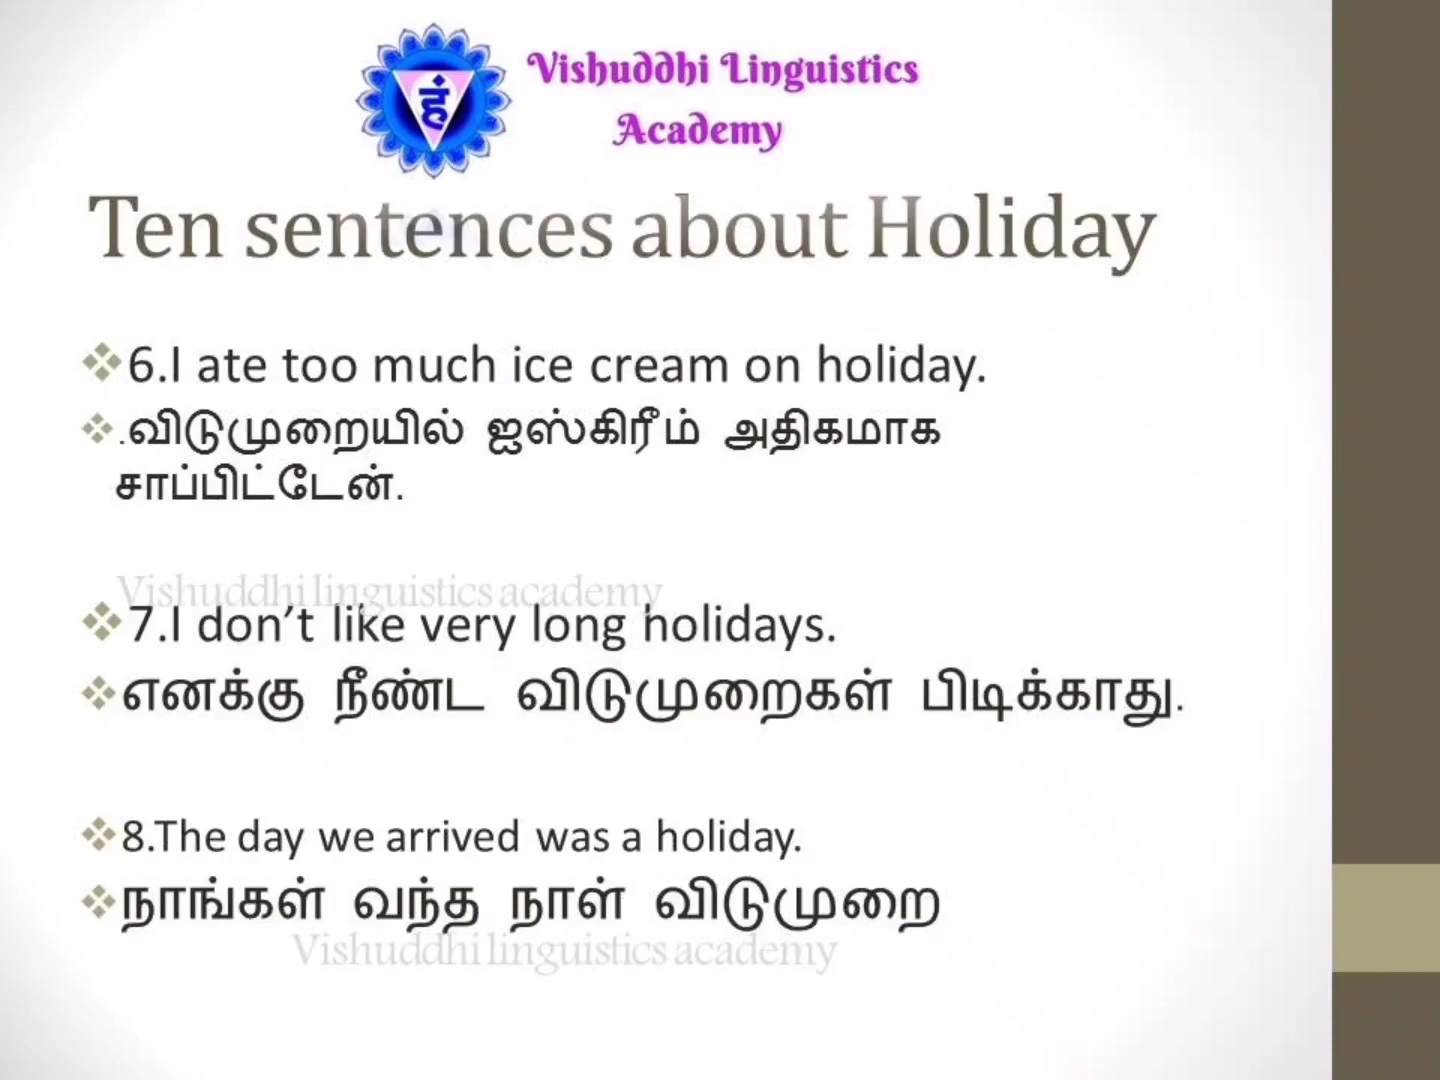 हं
Vishuddhi Linguistics
Academy
Ten sentences about Holiday
6.I ate too much ice cream on holiday.
.விடுமுறையில் ஐஸ்கிரீம் அதிகமாக
சாப்பிட்டேன்.
Vishuddhi linguistics academy
7.I don’t like very long holidays.
எனக்கு நீண்ட விடுமுறைகள் பிடிக்காது.
8.The day we arrived was a holiday.
நாங்கள் வந்த நாள் விடுமுறை
Vishuddhi linguistics academy